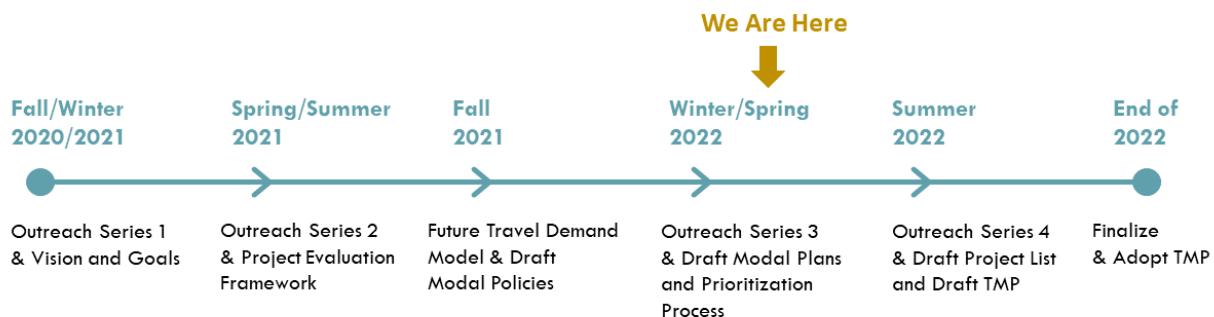 We Are Here
Fall/Winter
2020/2021
Spring/Summer
2021
Fall
2021
Winter/Spring
2022
Summer
2022
End of
2022
Outreach Series 1
& Vision and Goals
Outreach Series 2
& Project Evaluation
Framework
Future Travel Demand
Model & Draft
Modal Policies
Outreach Series 3
& Draft Modal Plans
and Prioritization
Process
Outreach Series 4
& Draft Project List
and Draft TMP
Finalize
& Adopt TMP